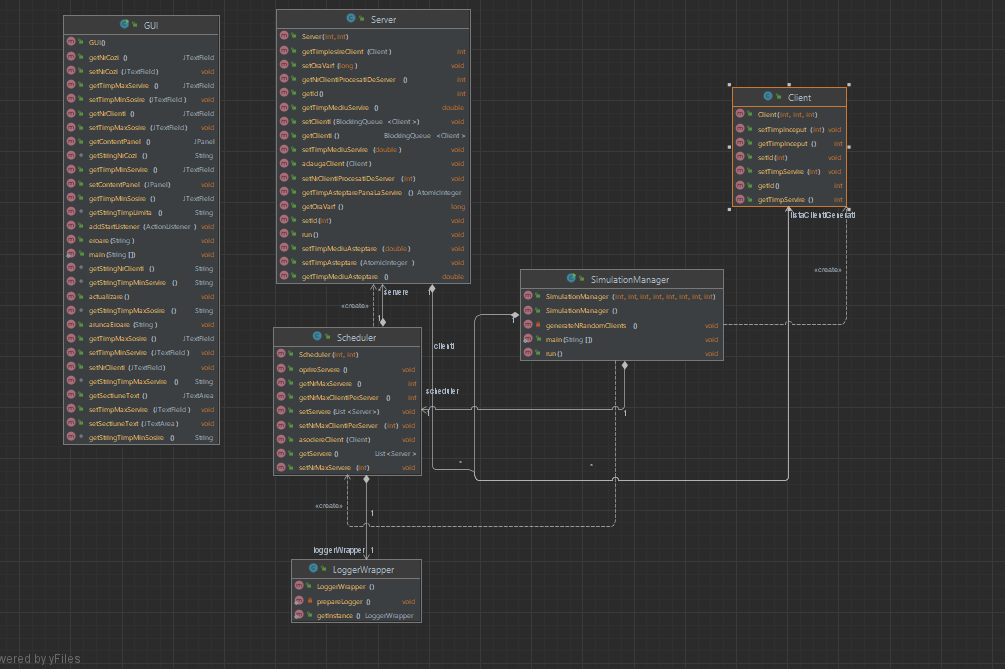 GUI
GUI()
getNrCozi () JTextField
setNrCozi (JTextField) void
getTimpMaxServire () JTextField
setTimpMinSosire (JTextField) void
getNrClienti () JTextField
setTimpMaxSosire (JTextField) void
getContentPanel () JPanel
getStringNrCozi () String
getTimpMinServire () JTextField
setContentPanel (JPanel) void
getTimpMinSosire () JTextField
getStringTimpLimita () String
addStartListener (ActionListener ) void
eroare (String ) void
main (String []) void
getStringNrClienti () String
getStringTimpMinServire () String
actualizare () void
getStringTimpMaxSosire () String
aruncaEroare (String ) void
getTimpMaxSosire () JTextField
setTimpMinServire (JTextField ) void
setNrClienti (JTextField) void
getStringTimpMaxServire () String
getSectiuneText () JTextArea
setTimpMaxServire (JTextField ) void
setSectiuneText (JTextArea ) void
getStringTimpMinSosire () String
Server
Server(int, int)
getTimpIesireClient (Client ) int
setOraVarf (long ) void
getNrClientiProcesatiDeServer () int
getId() int
getTimpMediuServire () double
setClienti (BlockingQueue <Client >) void
getClienti () BlockingQueue <Client >
setTimpMediuServire (double ) void
adaugaClient (Client ) void
setNrClientiProcesatiDeServer (int) void
getTimpAsteptarePanaLaServire () AtomicInteger
getOraVarf () long
setId(int) void
run () void
setTimpMediuAsteptare (double ) void
setTimpAsteptare (AtomicInteger ) void
getTimpMediuAsteptare () double
Client
Client (int, int, int)
setTimpInceput (int) void
getTimpInceput () int
setId (int) void
setTimpServire (int) void
getId () int
getTimpServire () int
listaClientiGenerati
«create»
SimulationManager
SimulationManager (int, int, int, int, int, int, int)
SimulationManager ()
generateNRandomClients () void
main (String []) void
run () void
1
servere
1
«create»
1
Scheduler
Scheduler (int, int)
oprireServere () void
getNrMaxServere () int
getNrMaxClientiPerServer () int
setServere (List <Server>) void
setNrMaxClientiPerServer (int) void
asociereClient (Client) void
getServere () List <Server >
setNrMaxServere (int) void
clienti
scheduler
1
1
*
*
«create»
1
loggerWrapper 1
LoggerWrapper
LoggerWrapper ()
prepareLogger () void
getInstance () LoggerWrapper
wered by yFiles